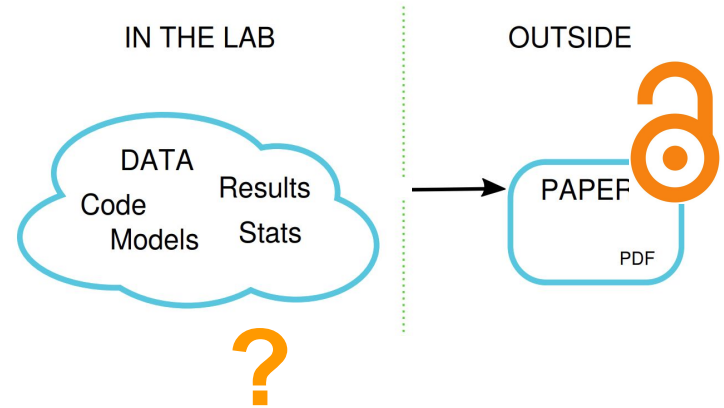 IN THE LAB
OUTSIDE
DATA
Code
Results
Models
Stats
PAPER
PDF
?